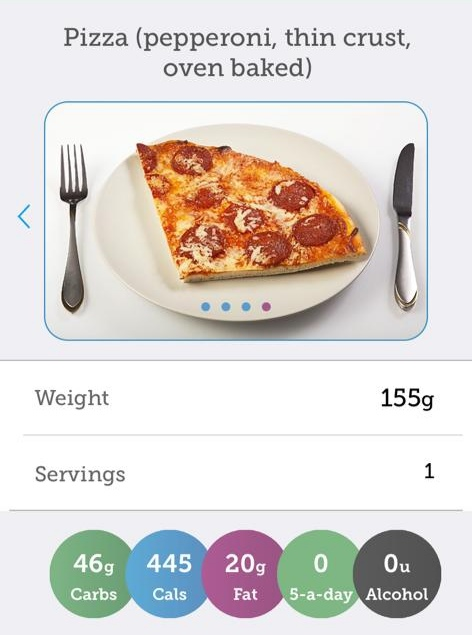 Pizza (pepperoni, thin crust,
oven baked)
Weight 155g
Servings 1
46g 445 20g 0 0u
Carbs Cals Fat 5-a-day Alcohol